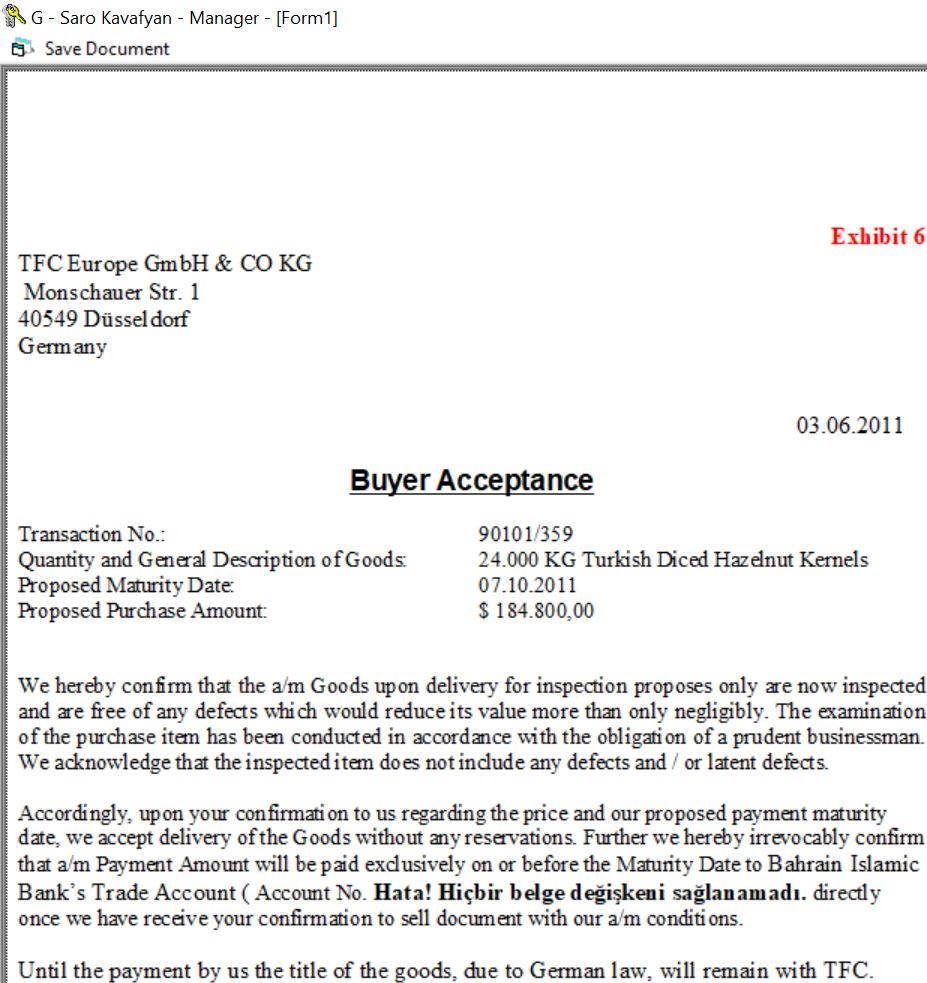 G - Saro Kavafyan - Manager - [Form1]
Save Document
Exhibit 6
TFC Europe GmbH & CO KG
Monschauer Str. 1
40549 Düsseldorf
Germany
03.06.2011
Buyer Acceptance
Transaction No.: 90101/359
Quantity and General Description of Goods: 24.000 KG Turkish Diced Hazelnut Kernels
Proposed Maturity Date: 07.10.2011
Proposed Purchase Amount: $ 184.800,00
We hereby confirm that the a/m Goods upon delivery for inspection proposes only are now inspected
and are free of any defects which would reduce its value more than only negligibly. The examination
of the purchase item has been conducted in accordance with the obligation of a prudent businessman.
We acknowledge that the inspected item does not include any defects and / or latent defects.
Accordingly, upon your confirmation to us regarding the price and our proposed payment maturity
date, we accept delivery of the Goods without any reservations. Further we hereby irrevocably confirm
that a/m Payment Amount will be paid exclusively on or before the Maturity Date to Bahrain Islamic
Bank's Trade Account ( Account No. Hata! Hiçbir belge değişkeni sağlanamadı. directly
once we have receive your confirmation to sell document with our a/m conditions.
Until the payment by us the title of the goods, due to German law, will remain with TFC.